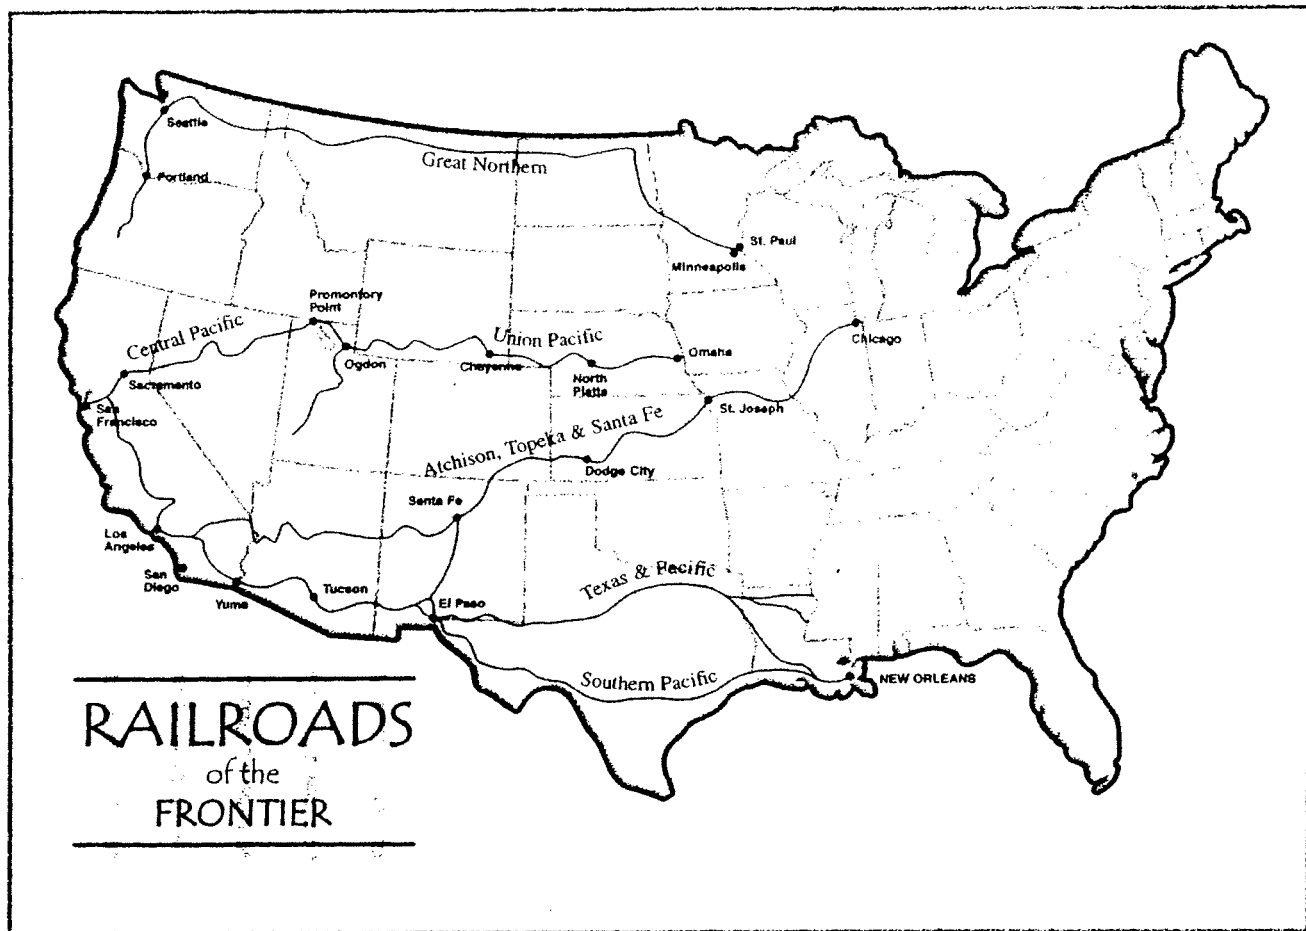 Seattle
Great Northern
Portland
St. Paul
Minneapolis
Promontory
Point
Central Pacific
Union Pacific
Ogdon
Cheyenne
Omaha
Chicago
North
Platte
Sacramento
San
Francisco
St. Joseph
Atchison, Topeka & Santa Fe
Dodge City
Santa Fe
Los
Angeles
San
Diego
Yuma
Tucson
El Paso
Texas & Pacific
Southern Pacific
NEW ORLEANS
RAILROADS
of the
FRONTIER